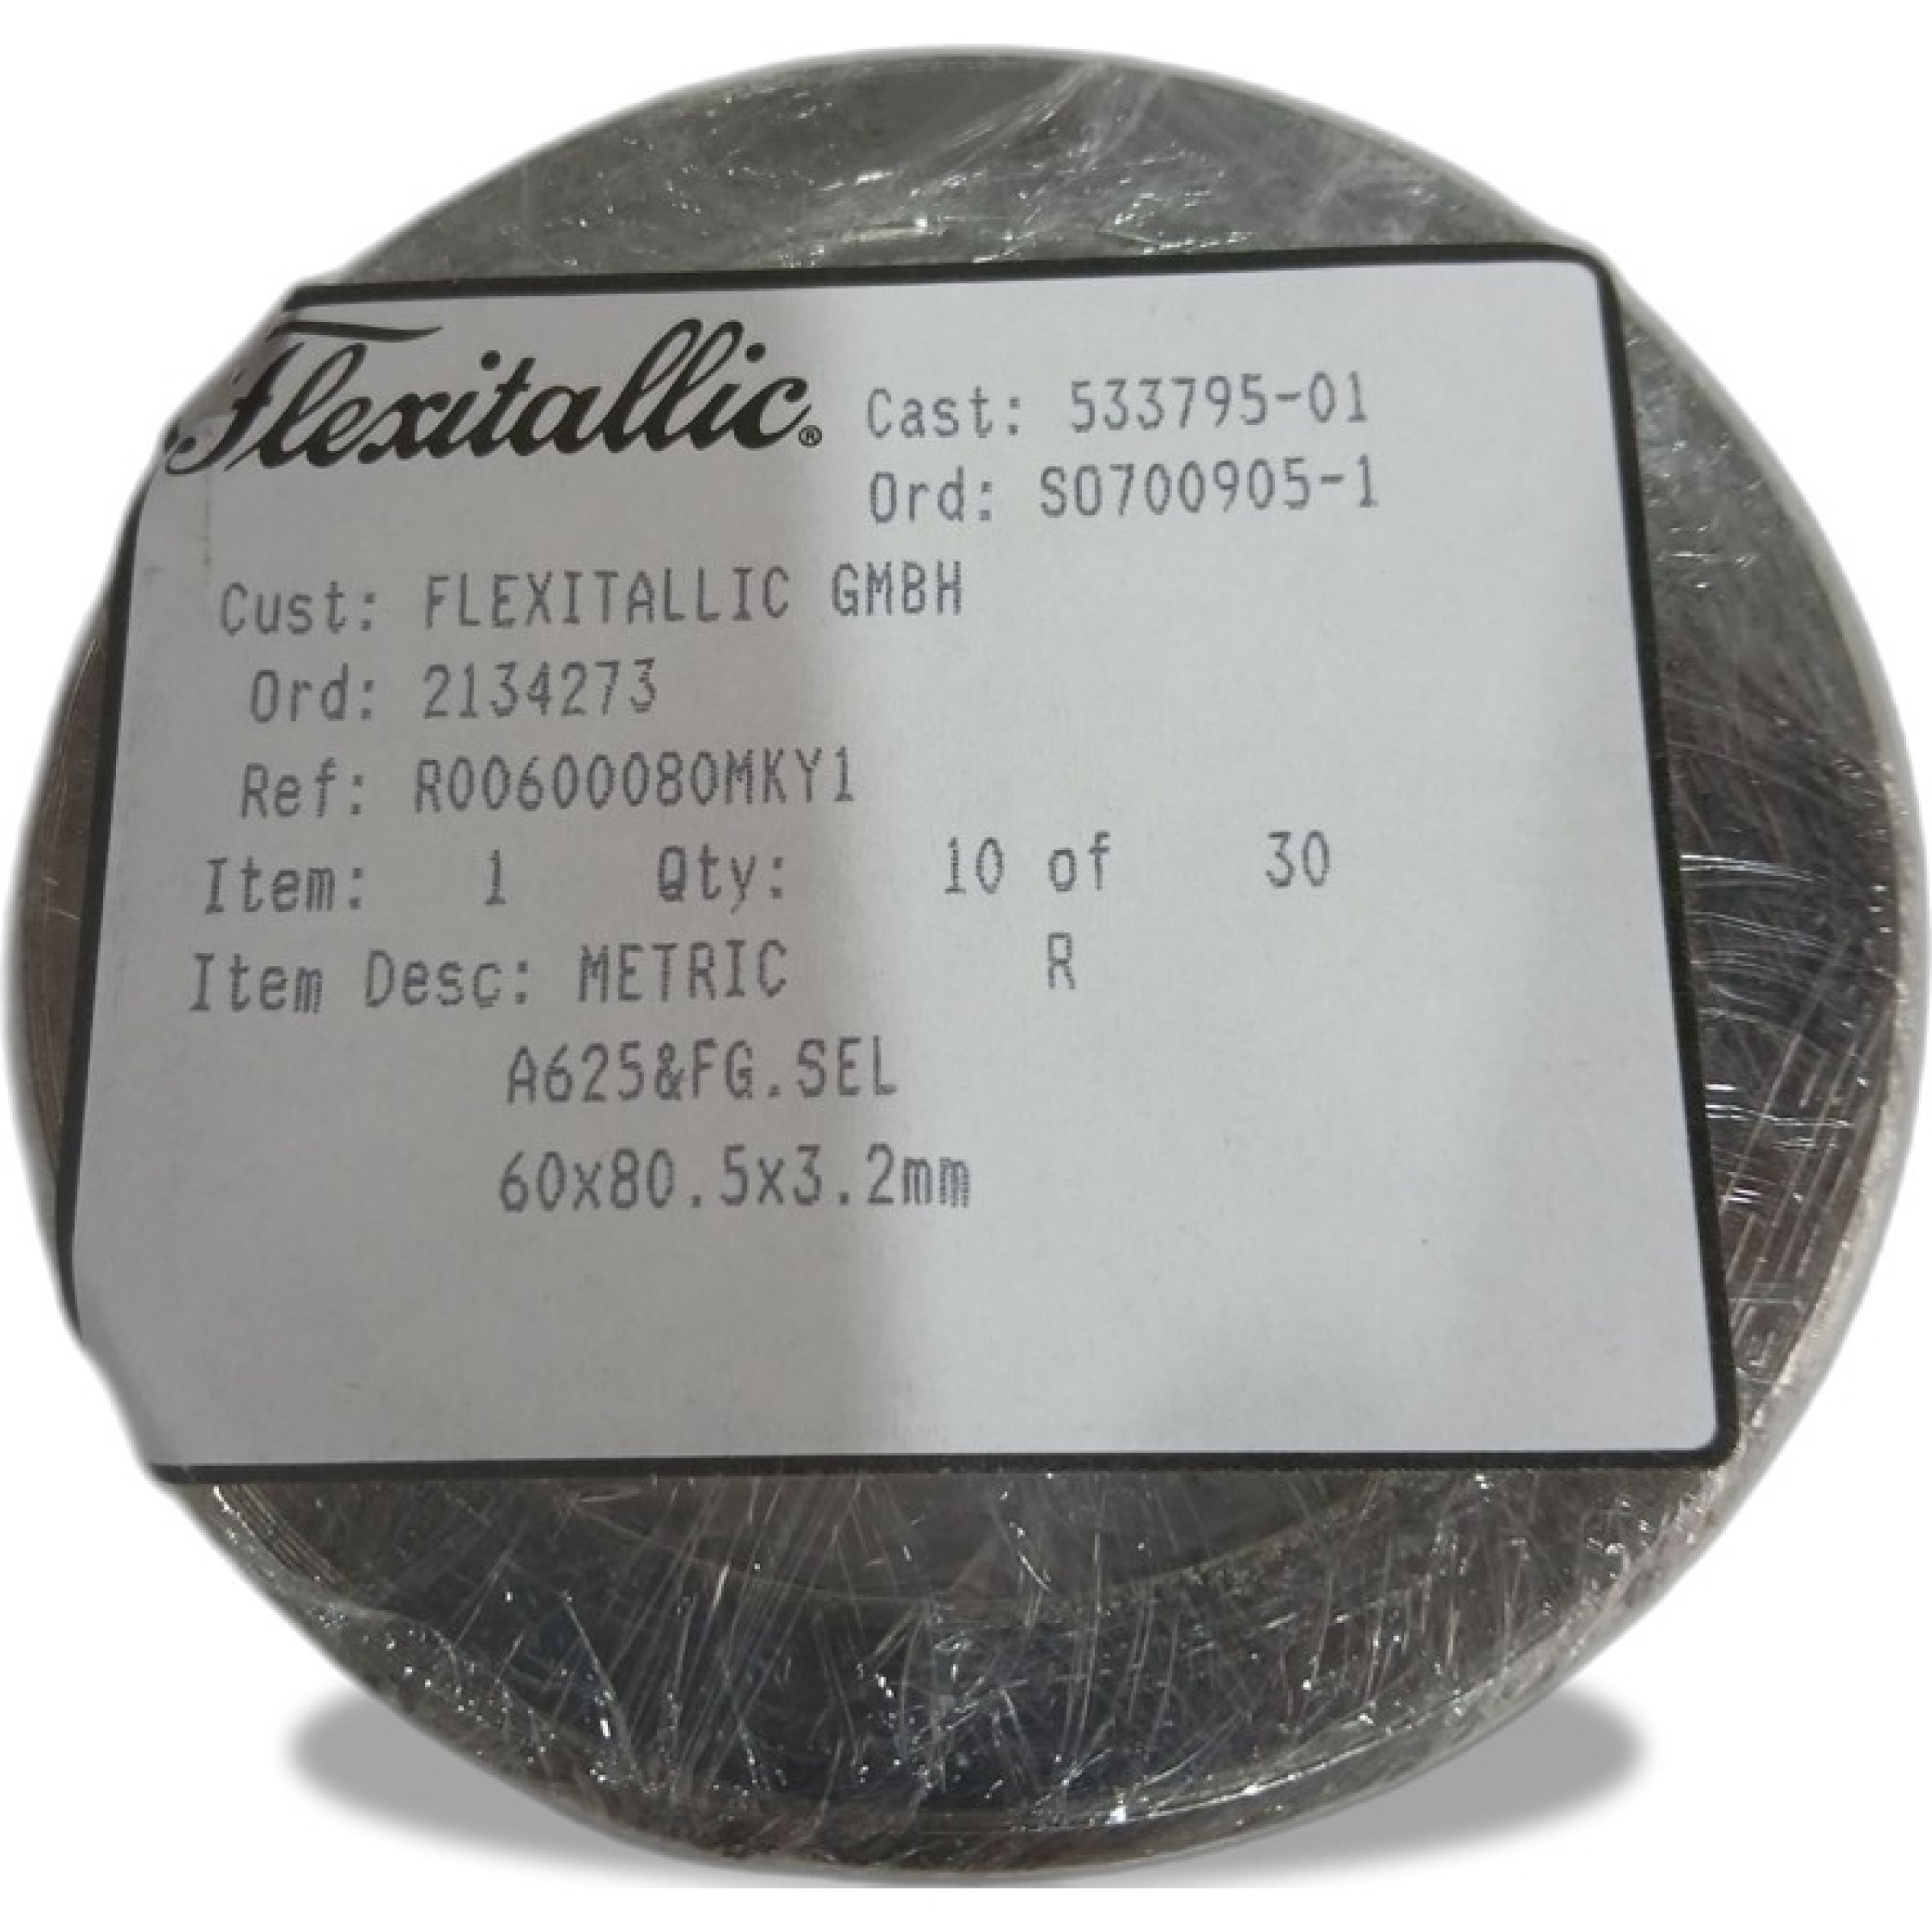 Flexitallic®
Cast: 533795-01
Ord: S0700905-1
Cust: FLEXITALLIC GMBH
Ord: 2134273
Ref: R00600080MKY1
Item: 1 Qty: 10 of 30
Item Desc: METRIC R
A625&FG.SEL
60x80.5x3.2mm